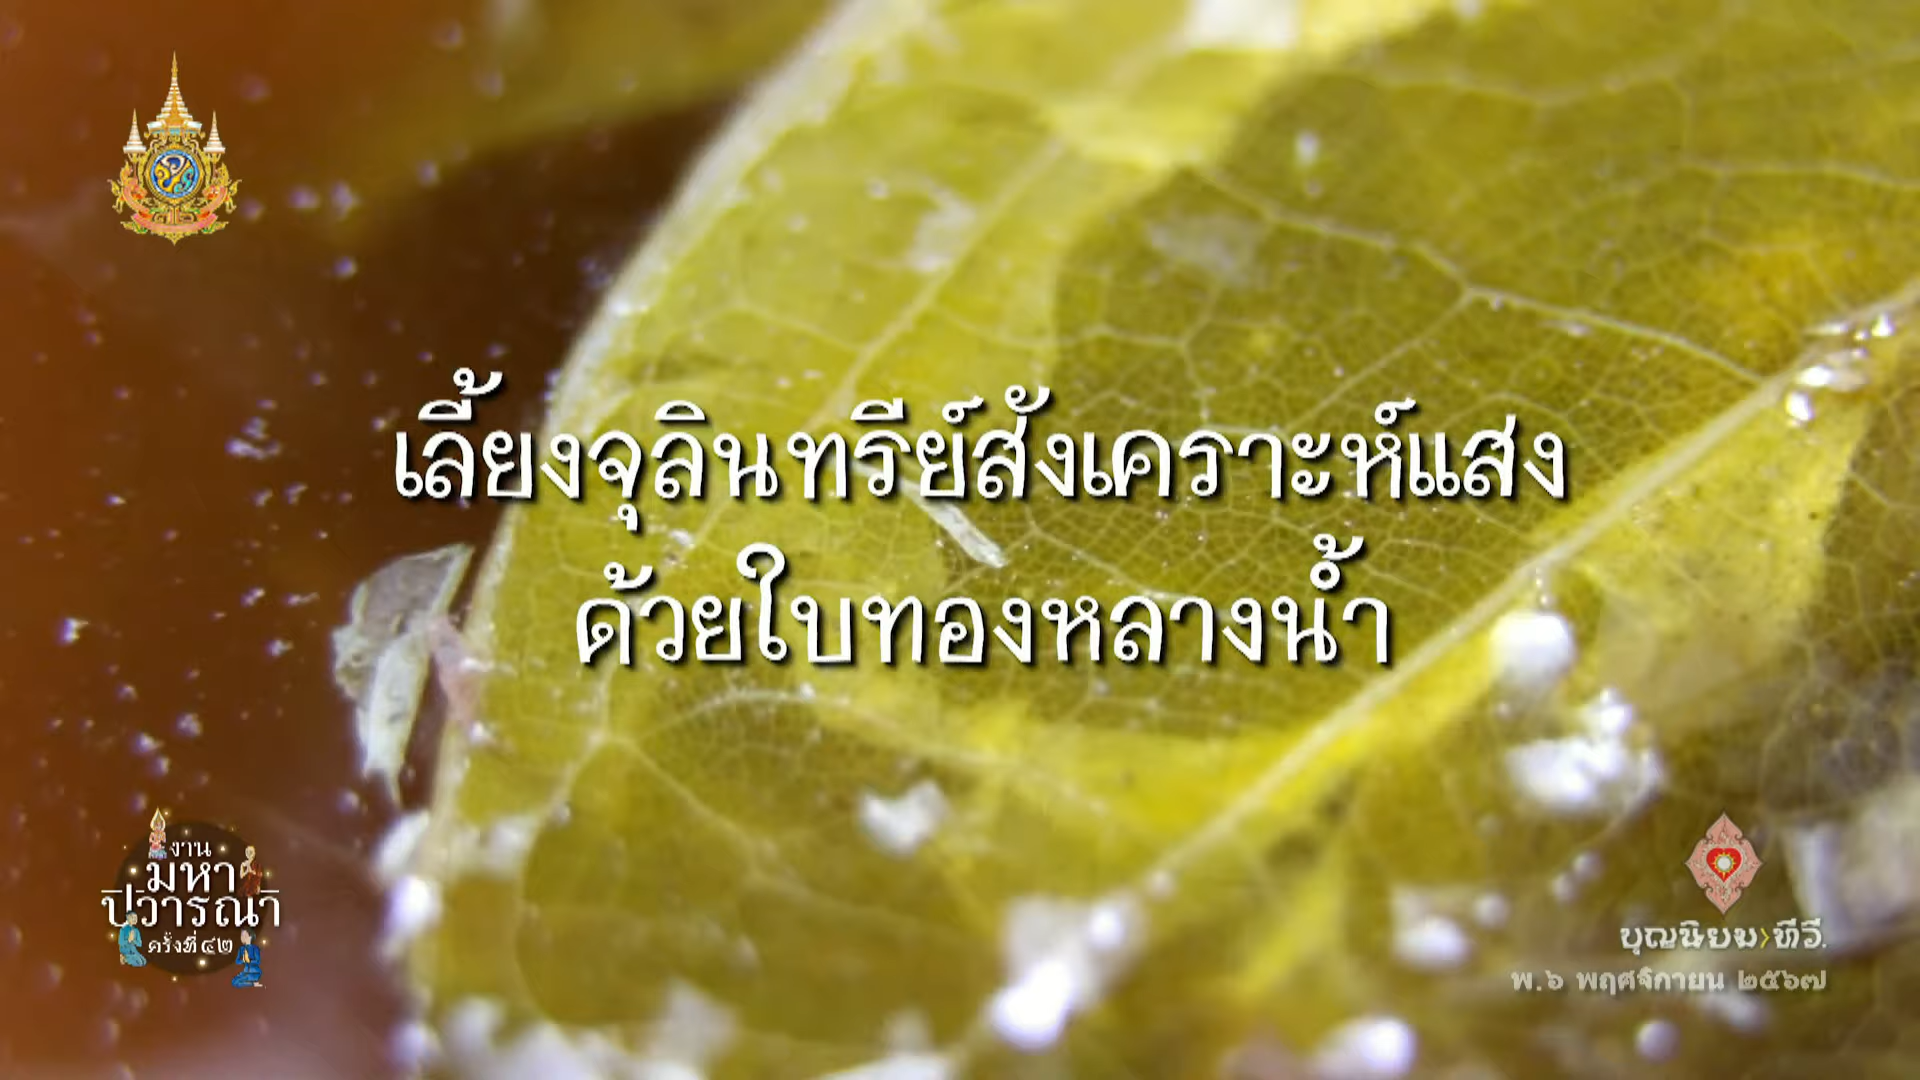 เลี้ยงจุลินทรีย์สังเคราะห์แสง
ด้วยใบทองหลางน้ำ
งาน
มหา
ปวารณา
ครั้งที่ ๔๒
บุญนิยม>ทีวี.
พ.๖ พฤศจิกายน ๒๕๖๗